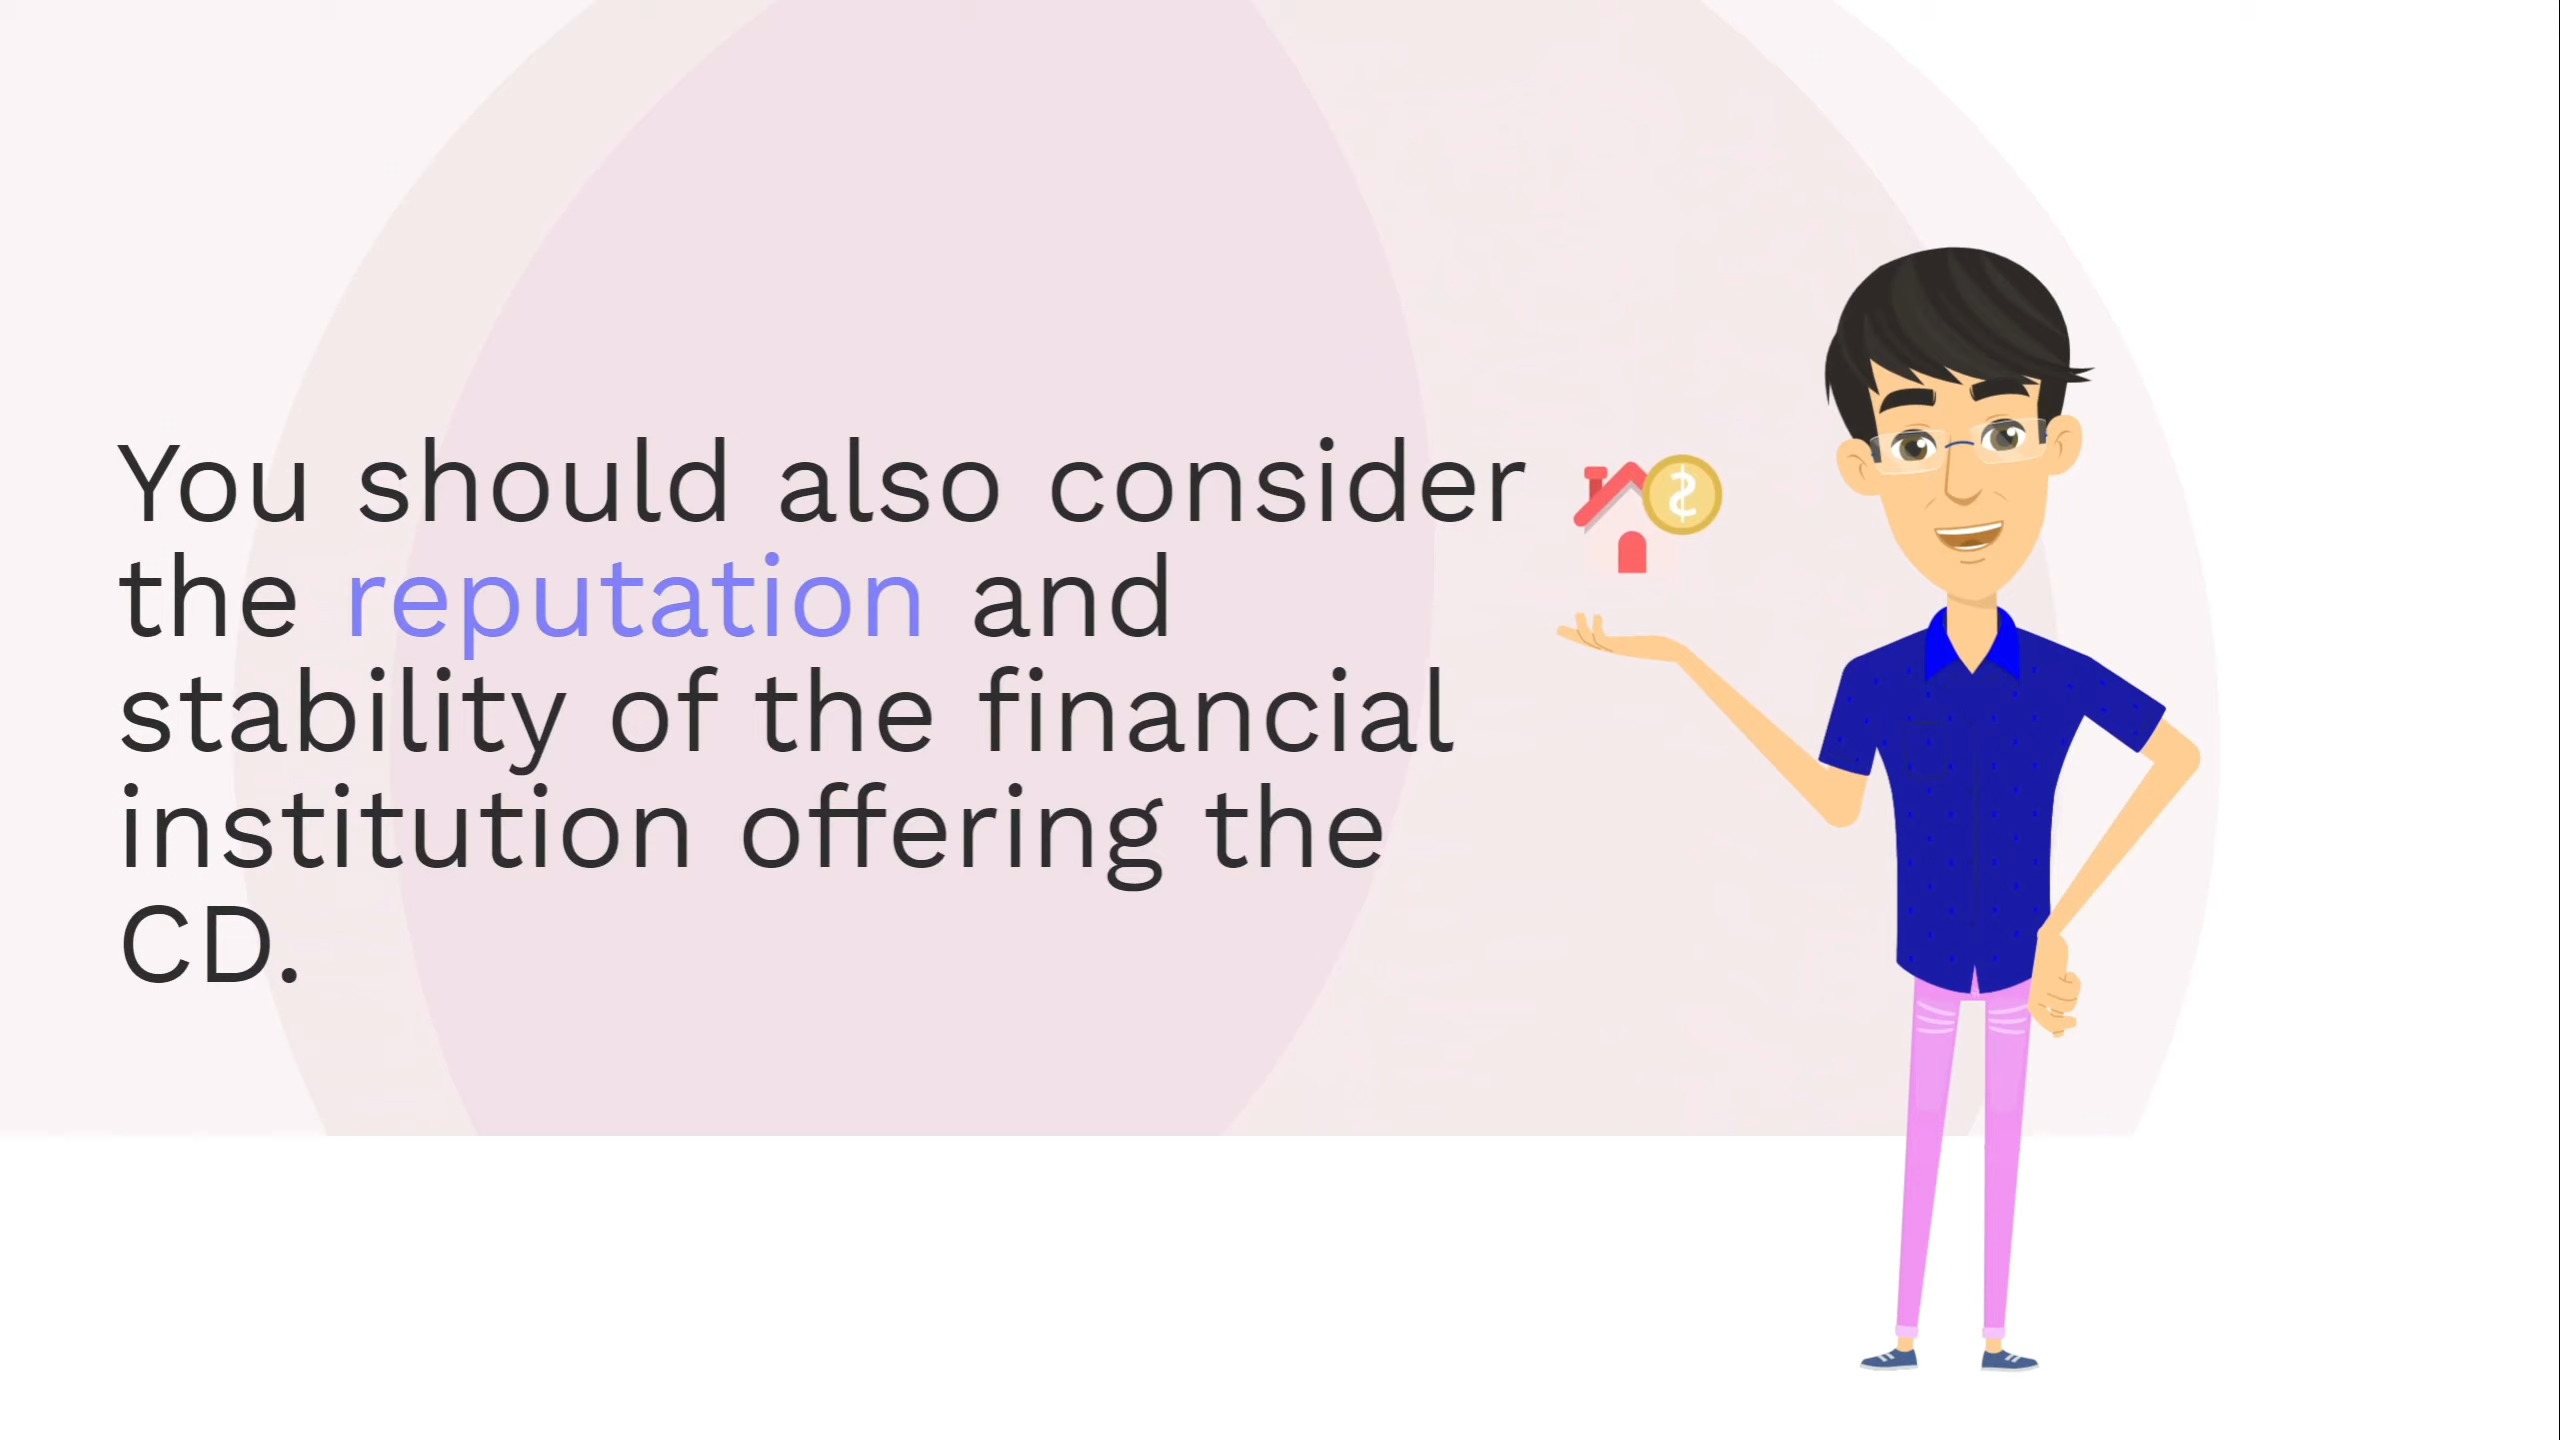 You should also consider
the reputation and
stability of the financial
institution offering the
CD.